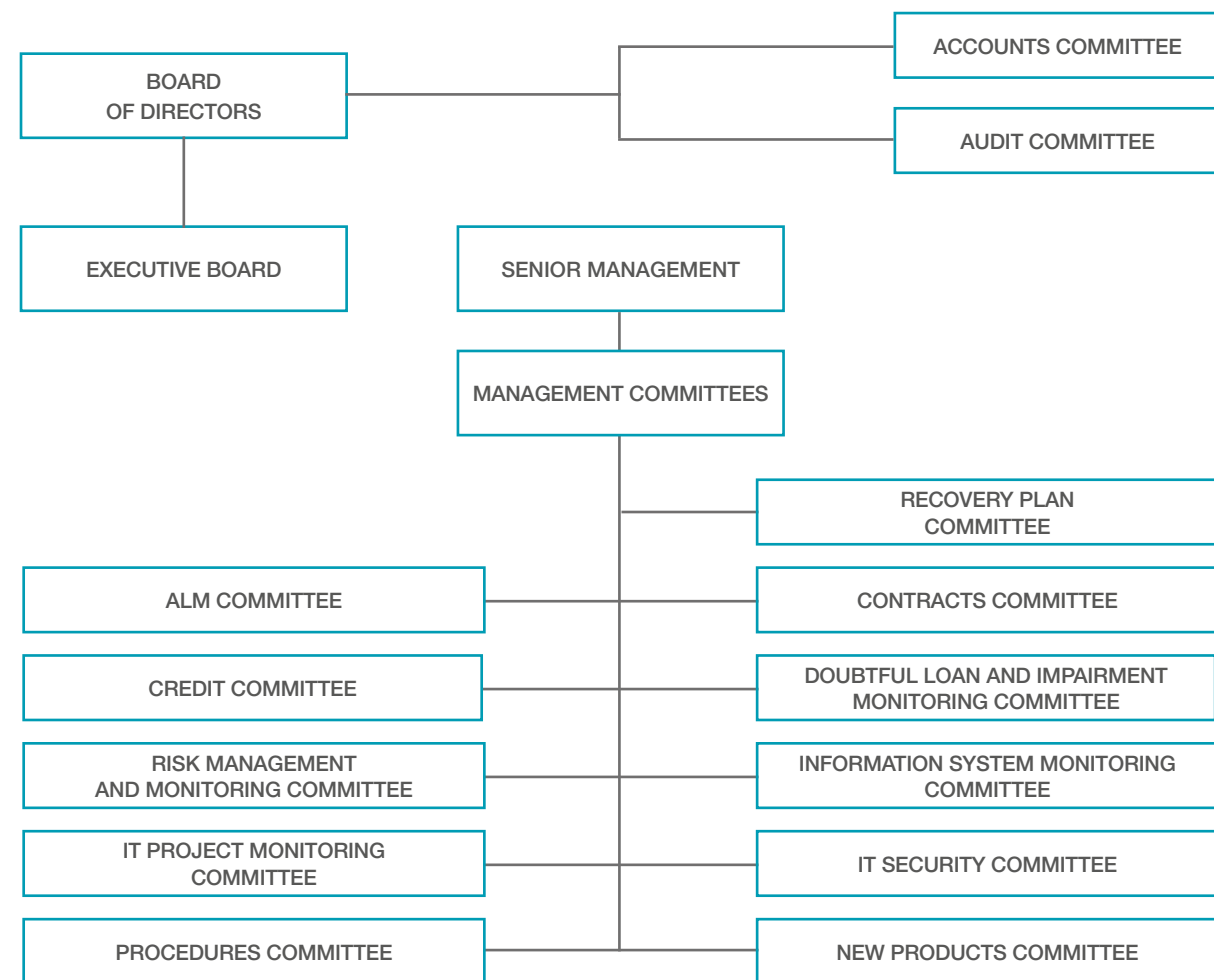 ACCOUNTS COMMITTEE
BOARD
OF DIRECTORS
AUDIT COMMITTEE
EXECUTIVE BOARD
SENIOR MANAGEMENT
MANAGEMENT COMMITTEES
RECOVERY PLAN
COMMITTEE
ALM COMMITTEE
CONTRACTS COMMITTEE
CREDIT COMMITTEE
DOUBTFUL LOAN AND IMPAIRMENT
MONITORING COMMITTEE
RISK MANAGEMENT
AND MONITORING COMMITTEE
INFORMATION SYSTEM MONITORING
COMMITTEE
IT PROJECT MONITORING
COMMITTEE
IT SECURITY COMMITTEE
PROCEDURES COMMITTEE
NEW PRODUCTS COMMITTEE